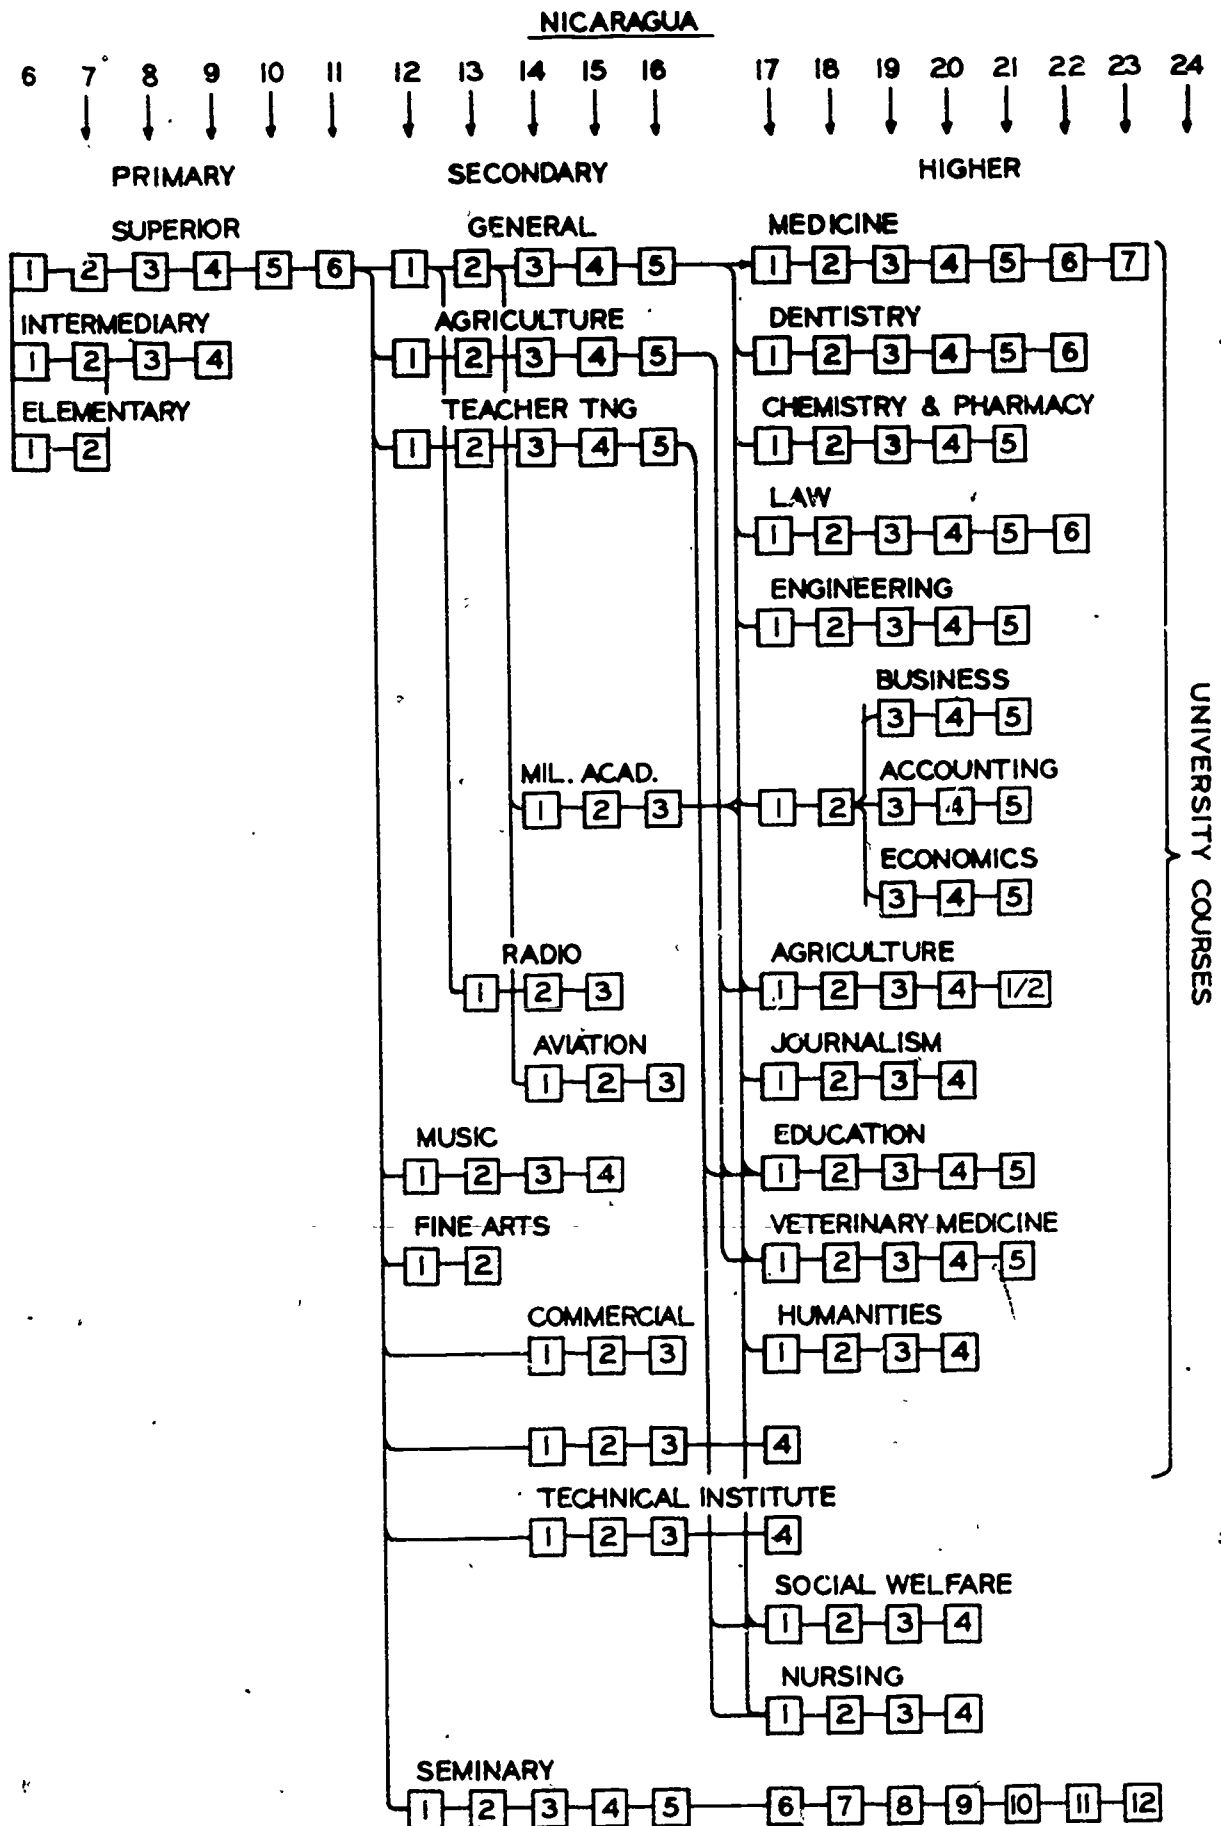 NICARAGUA
6 7 8 9 10 11 12 13 14 15 16 17 18 19 20 21 22 23 24
PRIMARY SECONDARY HIGHER
SUPERIOR GENERAL MEDICINE
1 2 3 4 5 6 1 2 3 4 5 1 2 3 4 5 6 7
INTERMEDIARY AGRICULTURE DENTISTRY
1 2 3 4 1 2 3 4 5 1 2 3 4 5 6
ELEMENTARY TEACHER TNG CHEMISTRY & PHARMACY
1 2 1 2 3 4 5 1 2 3 4 5
LAW
1 2 3 4 5 6
ENGINEERING
1 2 3 4 5
BUSINESS
3 4 5
MIL. ACAD. ACCOUNTING
1 2 3 1 2 3 4 5
ECONOMICS
3 4 5
RADIO AGRICULTURE
1 2 3 1 2 3 4 1/2
AVIATION JOURNALISM
1 2 3 1 2 3 4
MUSIC EDUCATION
1 2 3 4 1 2 3 4 5
FINE ARTS VETERINARY MEDICINE
1 2 1 2 3 4 5
COMMERCIAL HUMANITIES
1 2 3 1 2 3 4
1 2 3 4
TECHNICAL INSTITUTE
1 2 3 4
SOCIAL WELFARE
1 2 3 4
NURSING
1 2 3 4
SEMINARY
1 2 3 4 5 6 7 8 9 10 11 12
UNIVERSITY COURSES